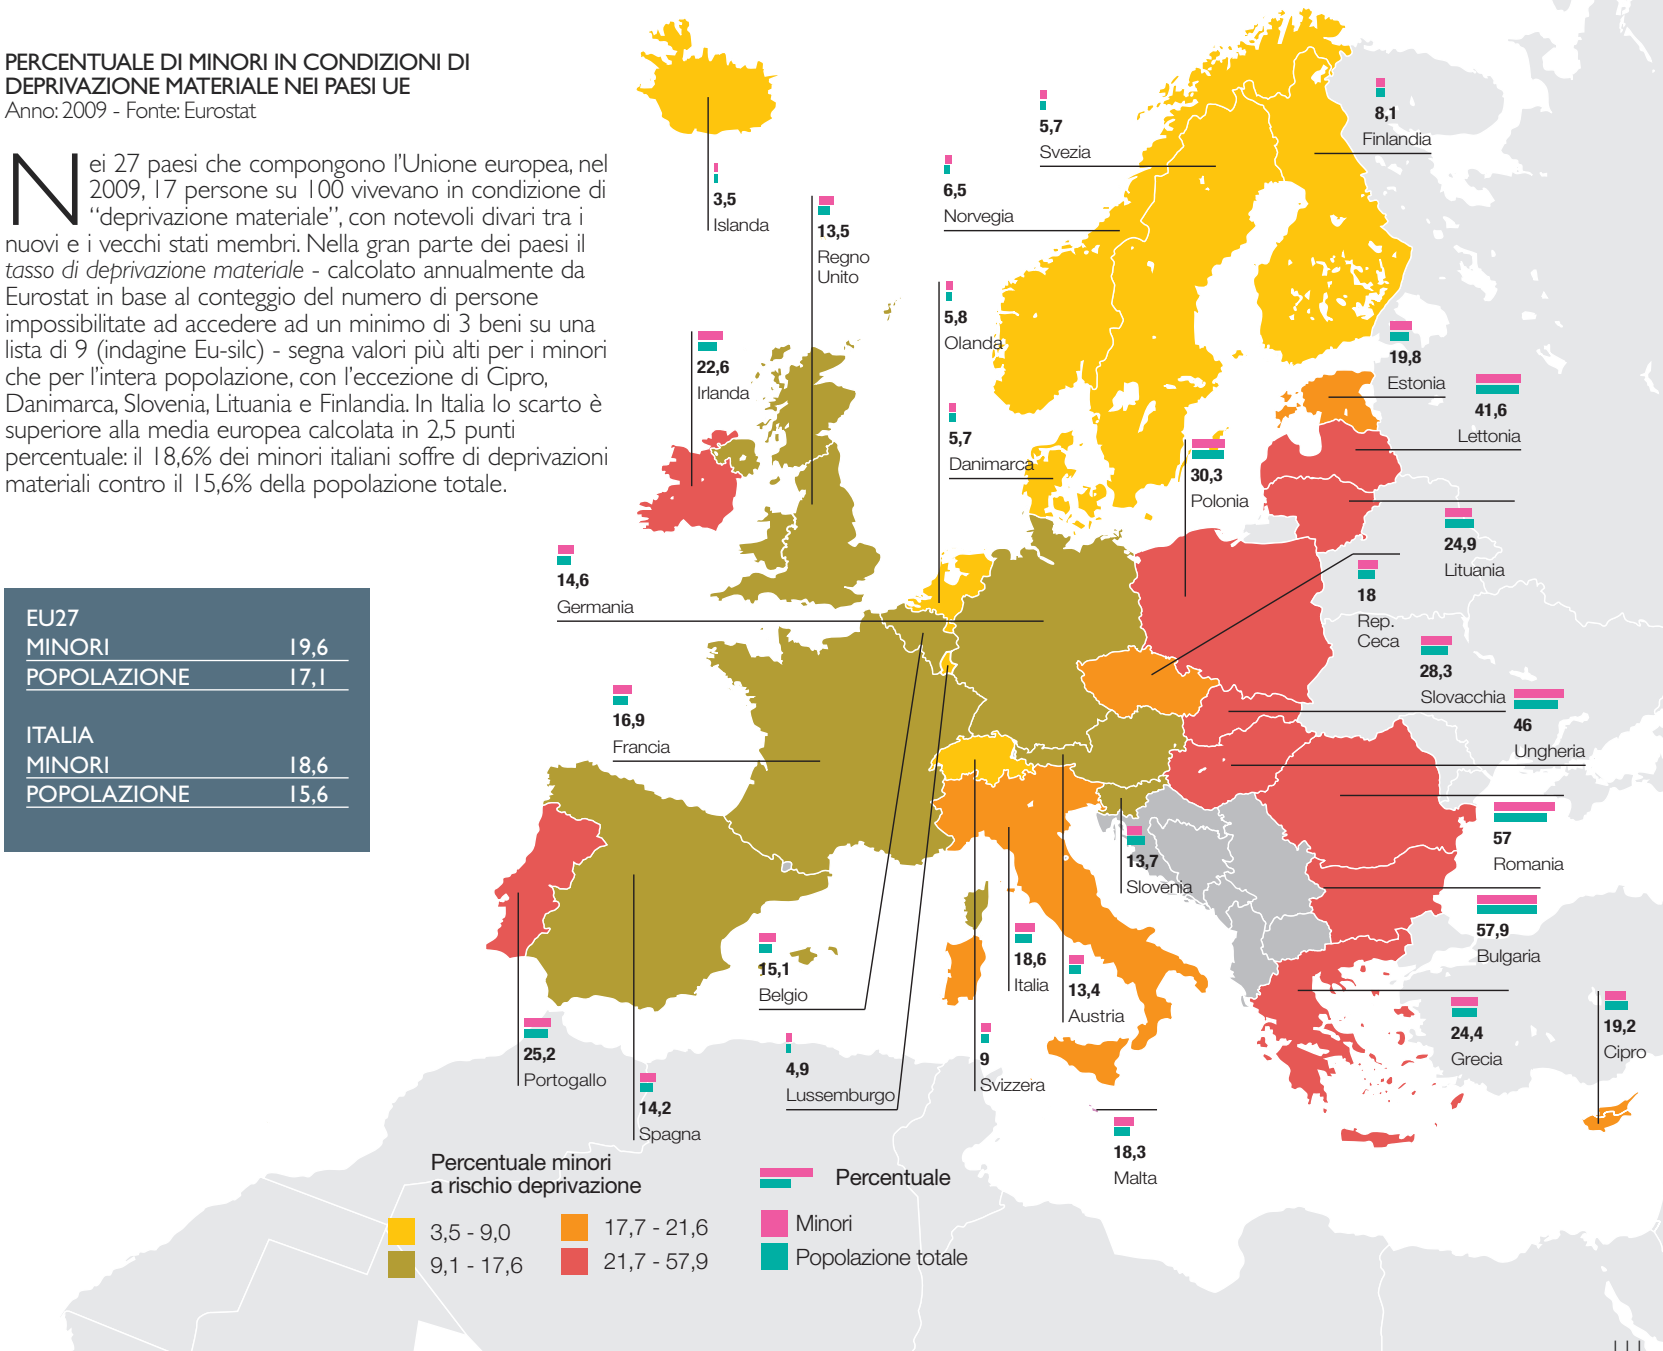 PERCENTUALE DI MINORI IN CONDIZIONI DI
DEPRIVAZIONE MATERIALE NEI PAESI UE
Anno: 2009 - Fonte: Eurostat
Nei 27 paesi che compongono l’Unione europea, nel
2009, 17 persone su 100 vivevano in condizione di
“deprivazione materiale”, con notevoli divari tra i
nuovi e i vecchi stati membri. Nella gran parte dei paesi il
tasso di deprivazione materiale - calcolato annualmente da
Eurostat in base al conteggio del numero di persone
impossibilitate ad accedere ad un minimo di 3 beni su una
lista di 9 (indagine Eu-silc) - segna valori più alti per i minori
che per l’intera popolazione, con l’eccezione di Cipro,
Danimarca, Slovenia, Lituania e Finlandia. In Italia lo scarto è
superiore alla media europea calcolata in 2,5 punti
percentuale: il 18,6% dei minori italiani soffre di deprivazioni
materiali contro il 15,6% della popolazione totale.
EU27
MINORI 19,6
POPOLAZIONE 17,1
ITALIA
MINORI 18,6
POPOLAZIONE 15,6
3,5
Islanda
13,5
Regno
Unito
22,6
Irlanda
5,7
Svezia
6,5
Norvegia
8,1
Finlandia
5,8
Olanda
5,7
Danimarca
19,8
Estonia
41,6
Lettonia
30,3
Polonia
24,9
Lituania
14,6
Germania
18
Rep.
Ceca
28,3
Slovacchia
46
Ungheria
16,9
Francia
57
Romania
13,7
Slovenia
57,9
Bulgaria
15,1
Belgio
18,6
Italia
13,4
Austria
24,4
Grecia
19,2
Cipro
25,2
Portogallo
14,2
Spagna
4,9
Lussemburgo
9
Svizzera
18,3
Malta
Percentuale minori
a rischio deprivazione
3,5 - 9,0
9,1 - 17,6
17,7 - 21,6
21,7 - 57,9
Percentuale
Minori
Popolazione totale